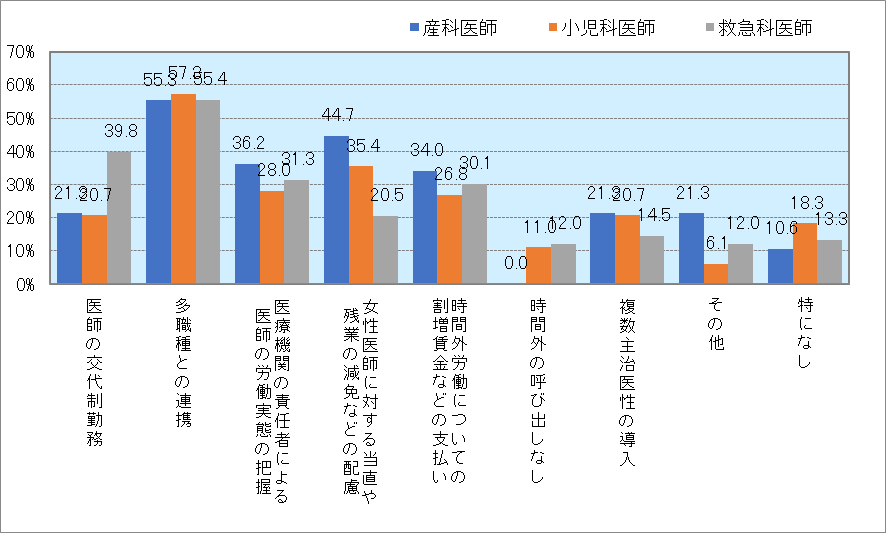 産科医師 小児科医師 救急科医師
70%
60%
50%
40%
30%
20%
10%
0%
21.3 20.7 39.8
55.3 57.3 55.4
36.2 28.0 31.3
44.7 35.4 20.5
34.0 26.8 30.1
0.0 11.0 12.0
21.3 20.7 14.5
21.3 6.1 12.0
10.6 18.3 13.3
医師の交代制勤務
多職種との連携
医療機関の責任者による
医師の労働実態の把握
女性医師に対する当直や
残業の減免などの配慮
時間外労働についての
割増賃金などの支払い
時間外の呼び出しなし
複数主治医性の導入
その他
特になし